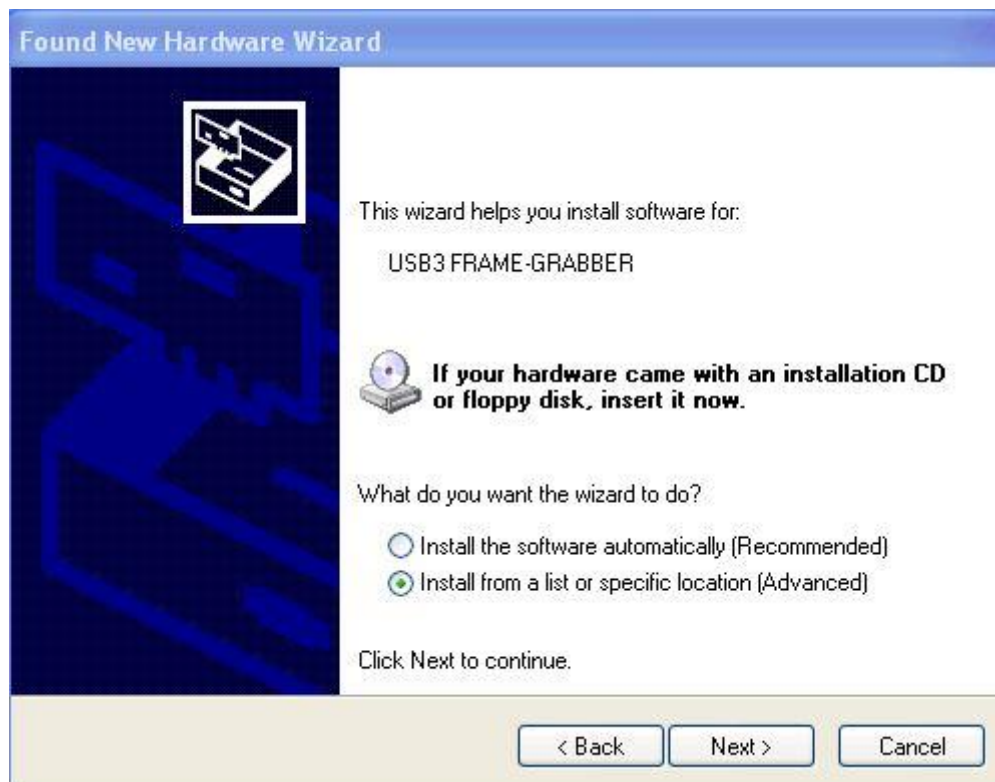 Found New Hardware Wizard
This wizard helps you install software for:
USB3 FRAME-GRABBER
If your hardware came with an installation CD
or floppy disk, insert it now.
What do you want the wizard to do?
Install the software automatically (Recommended)
Install from a list or specific location (Advanced)
Click Next to continue.
< Back Next > Cancel